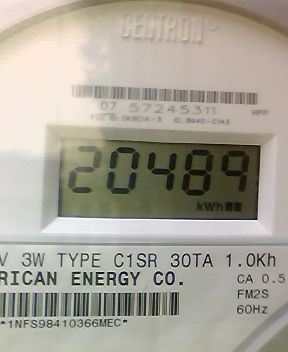 CENTRON®
07 57245311 HPP
20489
kWh
V 3W TYPE C1SR 30TA 1.0Kh
RICAN ENERGY CO. CA 0.5
FM2S
60Hz
*1NFS98410366MEC*